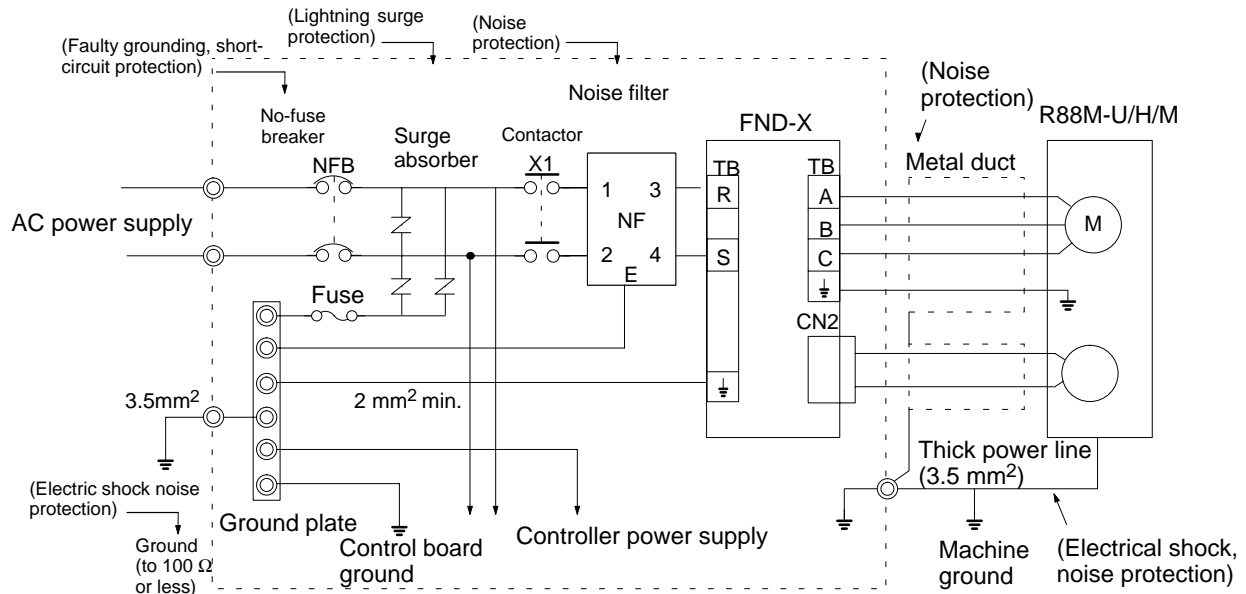 (Lightning surge
protection)
(Noise
protection)
(Faulty grounding, short-
circuit protection)
(Noise
protection)
No-fuse
breaker
Noise filter
Surge
absorber
Contactor
FND-X
R88M-U/H/M
NFB
X1
TB
TB
Metal duct
1
3
R
A
AC power supply
NF
B
M
2
4
S
C
E
Fuse
CN2
3.5mm²
2 mm² min.
Thick power line
(3.5 mm²)
(Electric shock noise
protection)
Ground plate
Ground
(to 100 Ω
or less)
Control board
ground
Controller power supply
Machine
ground
(Electrical shock,
noise protection)